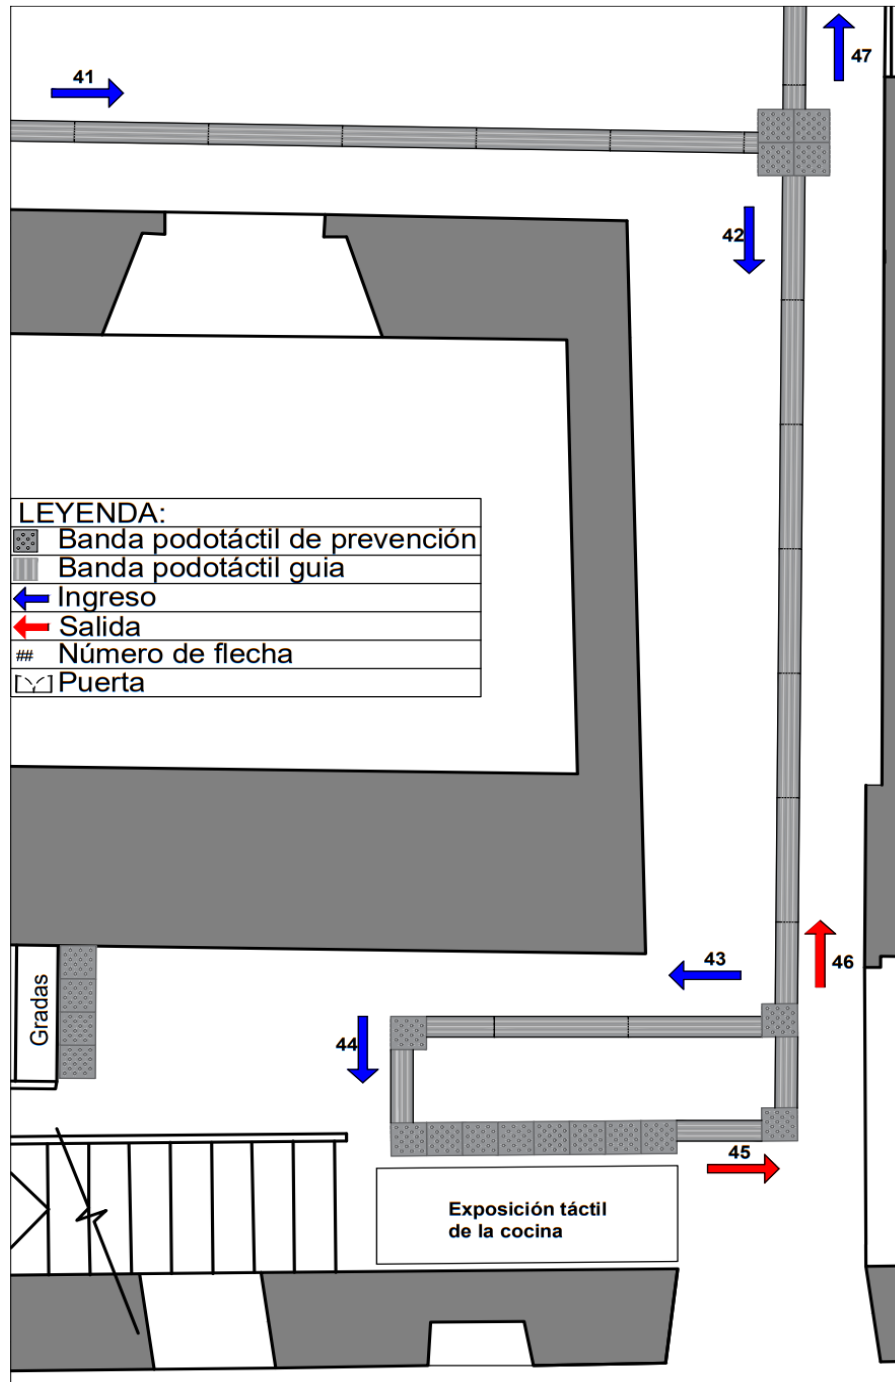 41
47
42
LEYENDA:
Banda podotáctil de prevención
Banda podotáctil guia
Ingreso
Salida
## Número de flecha
Puerta
43
46
Gradas
44
45
Exposición táctil
de la cocina